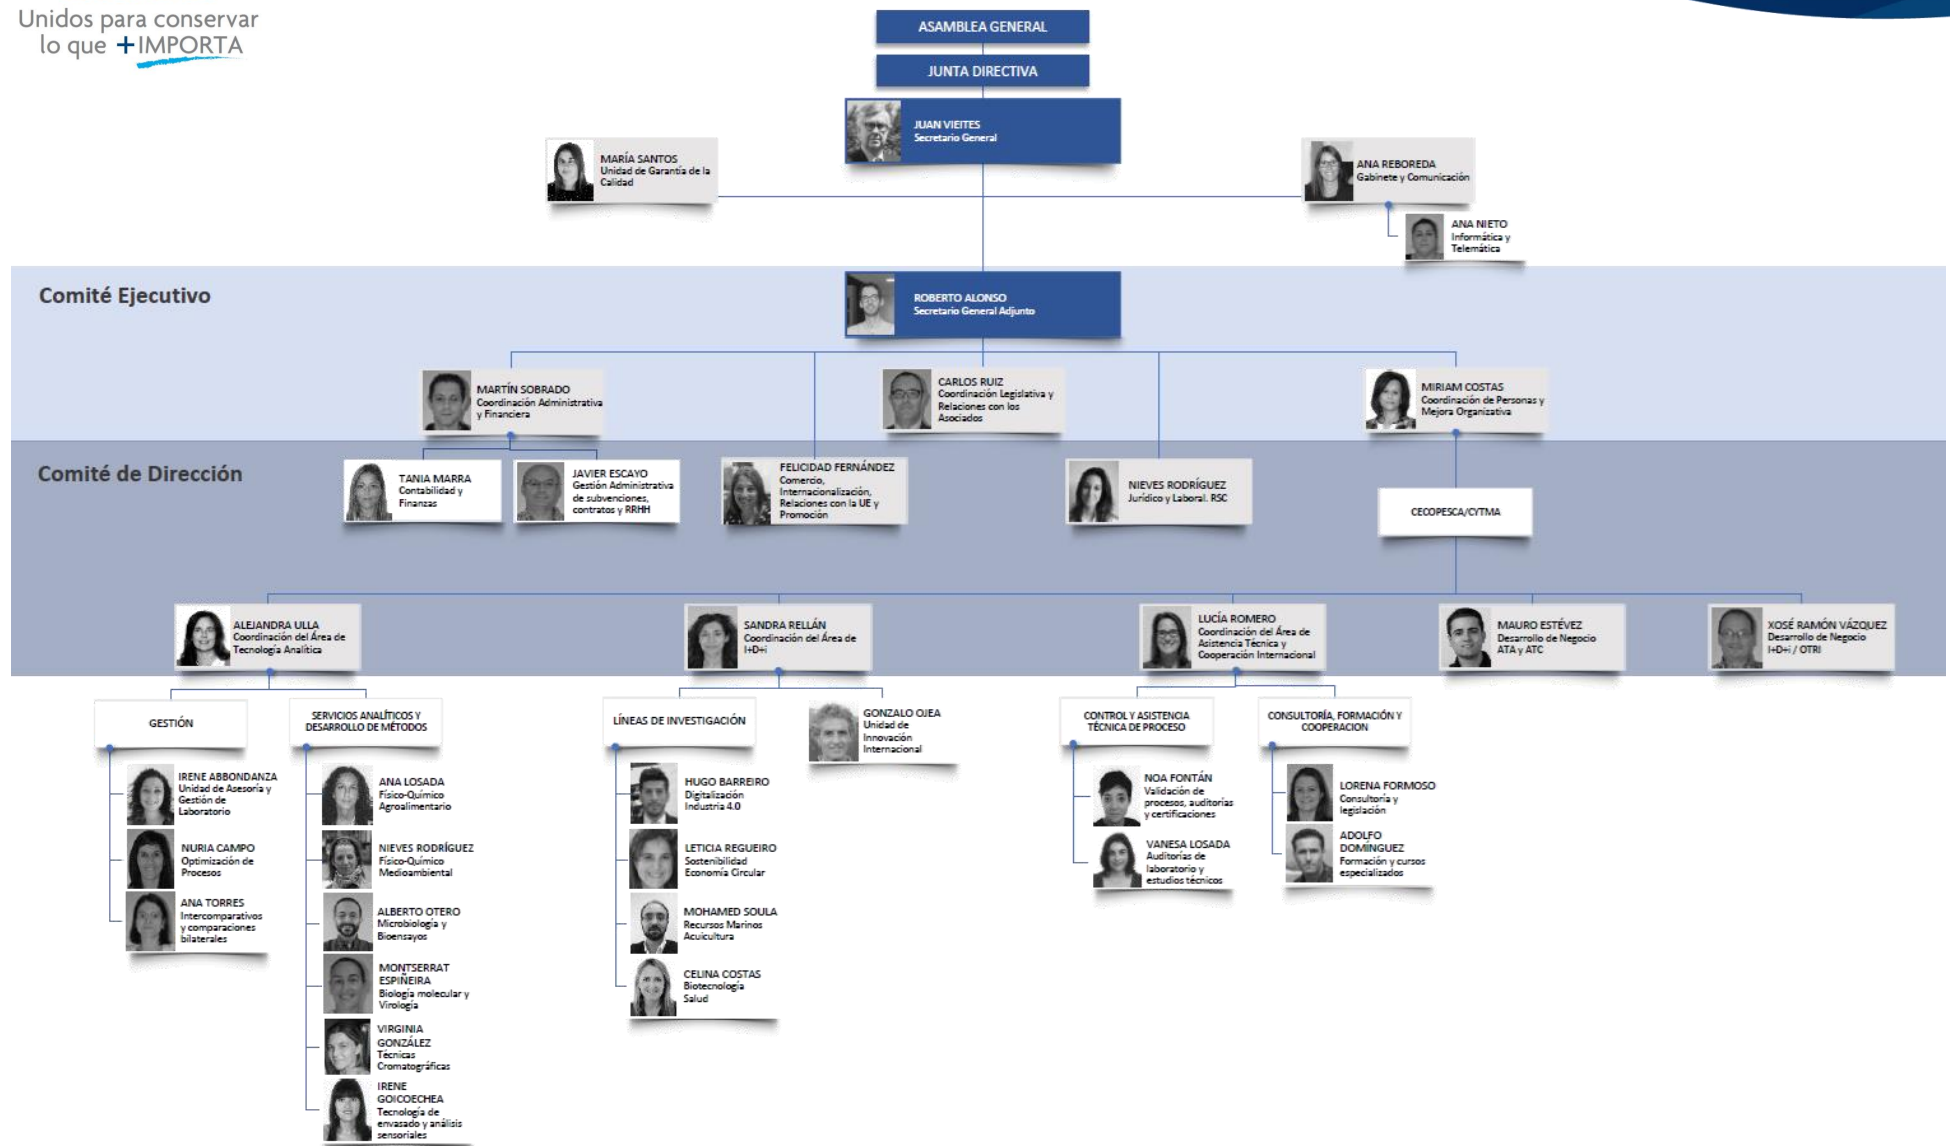 Unidos para conservar
lo que +IMPORTA
ASAMBLEA GENERAL
JUNTA DIRECTIVA
JUAN VIEITES
Secretario General
MARÍA SANTOS
Unidad de Garantía de la
Calidad
ANA REBOREDA
Gabinete y Comunicación
ANA NIETO
Informática y
Telemática
Comité Ejecutivo
ROBERTO ALONSO
Secretario General Adjunto
MARTÍN SOBRADO
Coordinación Administrativa
y Financiera
CARLOS RUIZ
Coordinación Legislativa y
Relaciones con los
Asociados
MIRIAM COSTAS
Coordinación de Personas y
Mejora Organizativa
Comité de Dirección
TANIA MARRA
Contabilidad y
Finanzas
JAVIER ESCAYO
Gestión Administrativa
de subvenciones,
contratos y RRHH
FELICIDAD FERNÁNDEZ
Comercio,
Internacionalización,
Relaciones con la UE y
Promoción
NIEVES RODRÍGUEZ
Jurídico y Laboral. RSC
CECOPESCA/CYTMA
ALEJANDRA ULLA
Coordinación del Área de
Tecnología Analítica
SANDRA RELLÁN
Coordinación del Área de
I+D+i
LUCÍA ROMERO
Coordinación del Área de
Asistencia Técnica y
Cooperación Internacional
MAURO ESTÉVEZ
Desarrollo de Negocio
ATA y ATC
XOSÉ RAMÓN VÁZQUEZ
Desarrollo de Negocio
I+D+i / OTRI
GESTIÓN
IRENE ABBONDANZA
Unidad de Asesoría y
Gestión de
Laboratorio
NURIA CAMPO
Optimización de
Procesos
ANA TORRES
Intercomparativos
y comparaciones
bilaterales
SERVICIOS ANALÍTICOS Y
DESARROLLO DE MÉTODOS
ANA LOSADA
Físico-Químico
Agroalimentario
NIEVES RODRÍGUEZ
Físico-Químico
Medioambiental
ALBERTO OTERO
Microbiología y
Bioensayos
MONTSERRAT
ESPIÑEIRA
Biología molecular y
Virología
VIRGINIA
GONZÁLEZ
Técnicas
Cromatográficas
IRENE
GOICOECHEA
Tecnología de
envasado y análisis
sensoriales
LÍNEAS DE INVESTIGACIÓN
HUGO BARREIRO
Digitalización
Industria 4.0
LETICIA REGUEIRO
Sostenibilidad
Economía Circular
MOHAMED SOULA
Recursos Marinos
Acuicultura
CELINA COSTAS
Biotecnología
Salud
GONZALO OJEA
Unidad de
Innovación
Internacional
CONTROL Y ASISTENCIA
TÉCNICA DE PROCESO
NOA FONTÁN
Validación de
procesos, auditorías
y certificaciones
VANESA LOSADA
Auditorías de
laboratorio y
estudios técnicos
CONSULTORÍA, FORMACIÓN Y
COOPERACION
LORENA FORMOSO
Consultoría y
legislación
ADOLFO
DOMÍNGUEZ
Formación y cursos
especializados